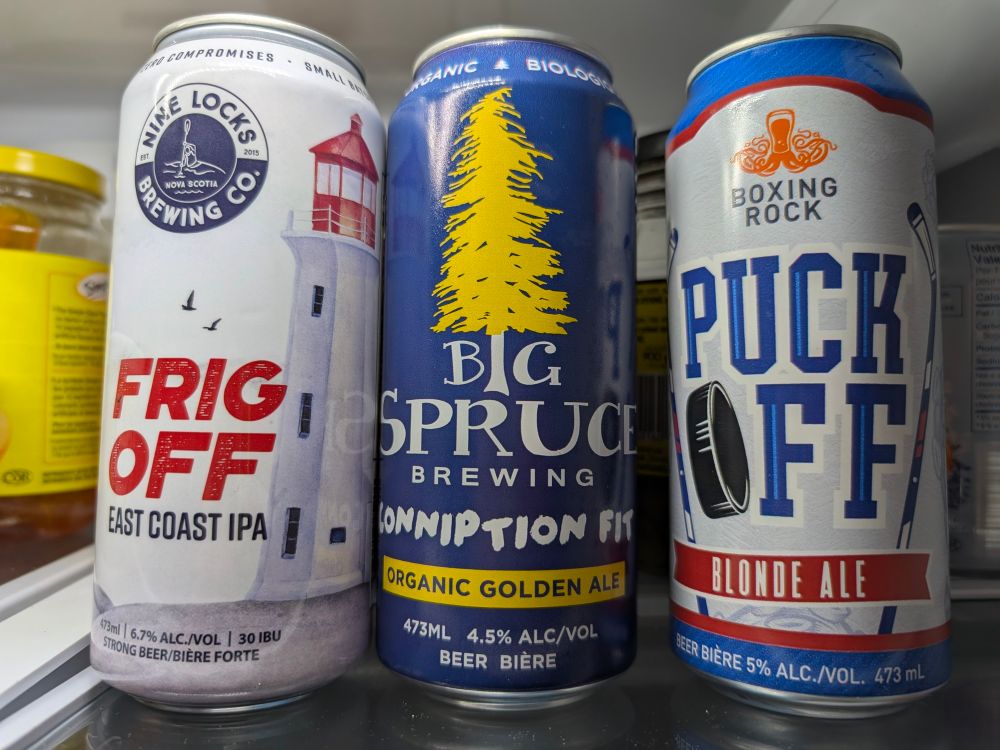 ZERO COMPROMISES · SMALL BAT
NINE LOCKS
EST. 2015
NOVA SCOTIA
BREWING CO.
FRIG
OFF
EAST COAST IPA
473ml | 6.7% ALC./VOL | 30 IBU
STRONG BEER/BIÈRE FORTE
ORGANIC BIOLOGI
BIG
SPRUCE
BREWING
CONNIPTION FIT
ORGANIC GOLDEN ALE
473ML 4.5% ALC/VOL
BEER BIÈRE
BOXING
ROCK
PUCK
OFF
BLONDE ALE
BEER BIÈRE 5% ALC./VOL. 473 mL
COR